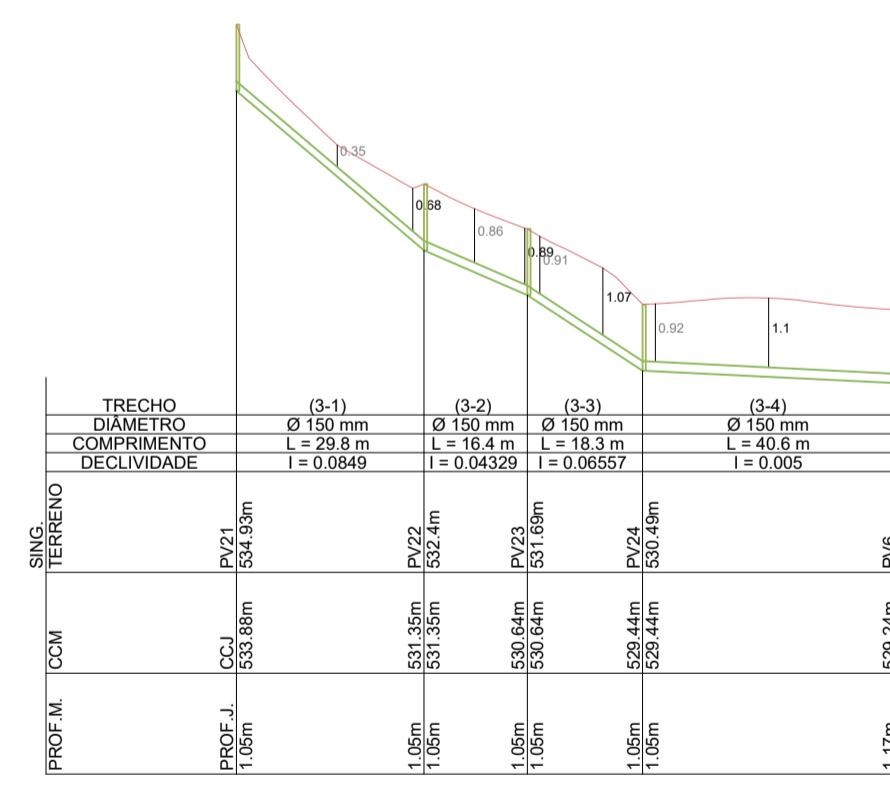 0.35
0.68
0.86
0.89
0.91
1.07
0.92
1.1
TRECHO (3-1) (3-2) (3-3) (3-4)
DIÂMETRO Ø 150 mm Ø 150 mm Ø 150 mm Ø 150 mm
COMPRIMENTO L = 29.8 m L = 16.4 m L = 18.3 m L = 40.6 m
DECLIVIDADE I = 0.0849 I = 0.04329 I = 0.06557 I = 0.005
SING. PV21 PV22 PV23 PV24
TERRENO 534.93m 532.4m 531.69m 530.49m
CCM CCJ 533.88m 531.35m 531.35m 530.64m 530.64m 529.44m 529.44m
PROF.M. PROF.J. 1.05m 1.05m 1.05m 1.05m 1.05m 1.05m 1.05m